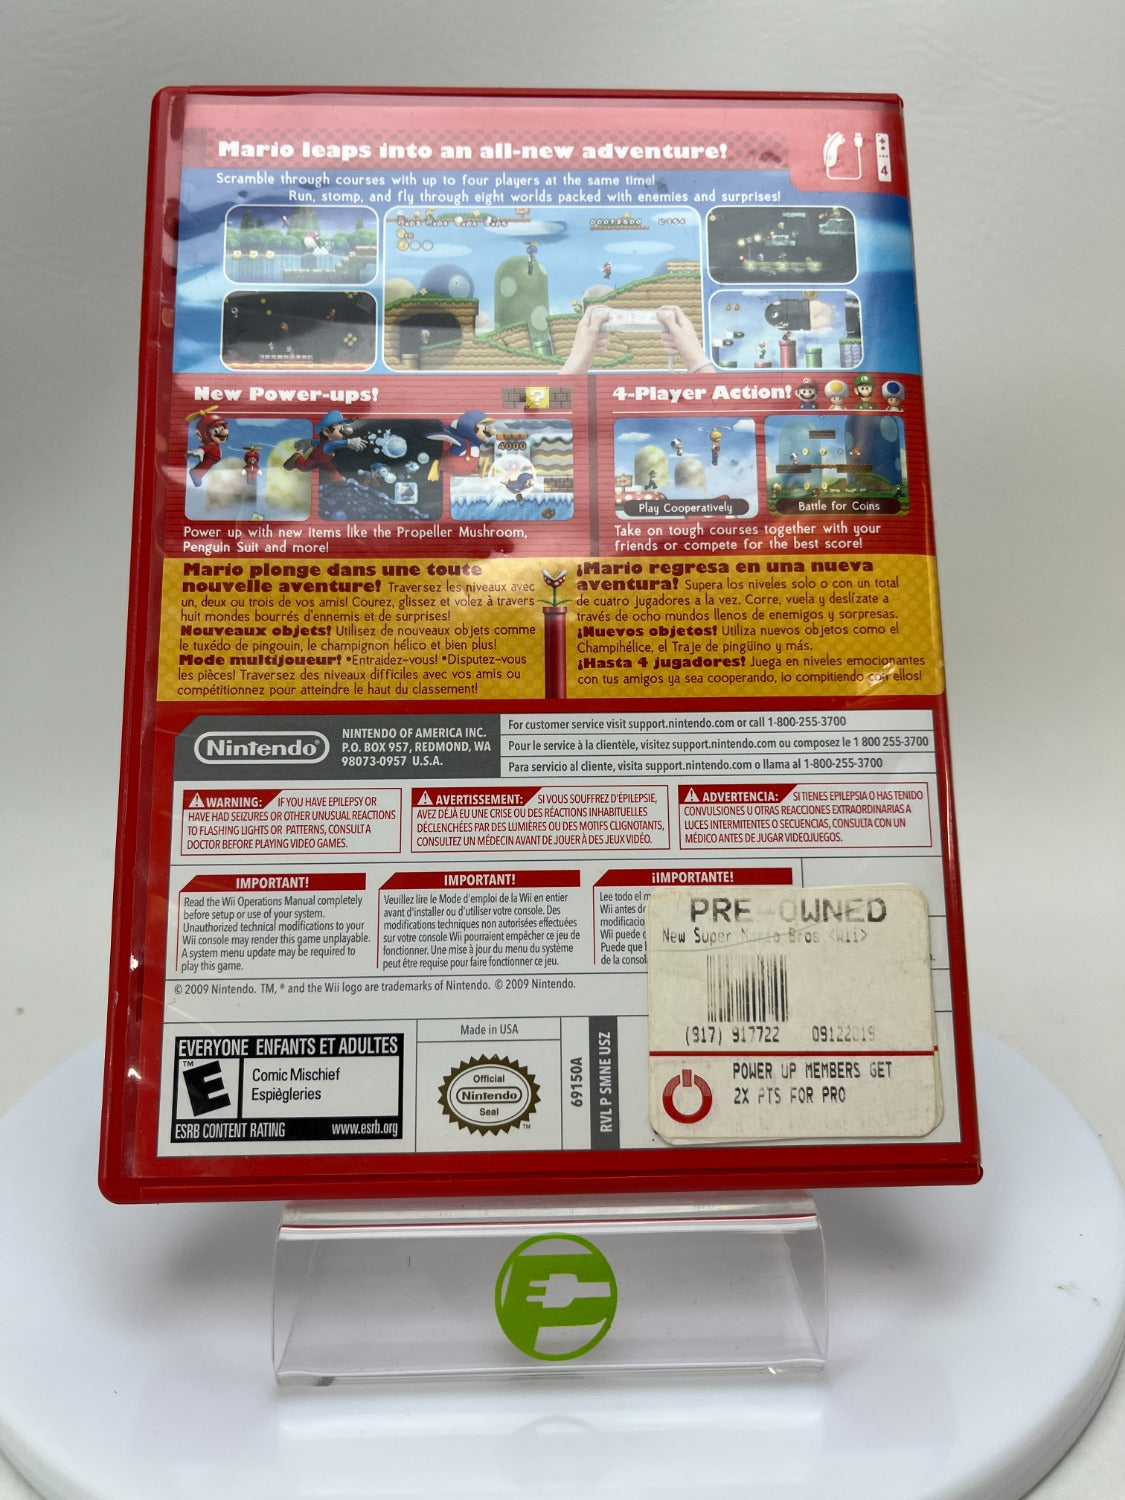 Mario leaps into an all-new adventure!
4
Scramble through courses with up to four players at the same time!
Run, stomp, and fly through eight worlds packed with enemies and surprises!
New Power-ups!
4000
Power up with new items like the Propeller Mushroom,
Penguin Suit and more!
4-Player Action!
Play Cooperatively
Battle for Coins
Take on tough courses together with your
friends or compete for the best score!
Mario plonge dans une toute
nouvelle aventure! Traversez les niveaux avec
un, deux ou trois de vos amis! Courez, glissez et volez à travers
huit mondes bourrés d'ennemis et de surprises!
Nouveaux objets! Utilisez de nouveaux objets comme
le tuxédo de pingouin, le champignon hélico et bien plus!
Mode multijoueur! •Entraidez-vous! •Disputez-vous
les pièces! Traversez des niveaux difficiles avec vos amis ou
compétitionnez pour atteindre le haut du classement!
¡Mario regresa en una nueva
aventura! Supera los niveles solo o con un total
de cuatro jugadores a la vez. Corre, vuela y deslízate a
través de ocho mundos llenos de enemigos y sorpresas.
¡Nuevos objetos! Utiliza nuevos objetos como el
Champihélice, el Traje de pingüino y más.
¡Hasta 4 jugadores! Juega en niveles emocionantes
con tus amigos ya sea cooperando, ¡o compitiendo con ellos!
Nintendo®
NINTENDO OF AMERICA INC.
P.O. BOX 957, REDMOND, WA
98073-0957 U.S.A.
For customer service visit support.nintendo.com or call 1-800-255-3700
Pour le service à la clientèle, visitez support.nintendo.com ou composez le 1 800 255-3700
Para servicio al cliente, visita support.nintendo.com o llama al 1-800-255-3700
WARNING: IF YOU HAVE EPILEPSY OR
HAVE HAD SEIZURES OR OTHER UNUSUAL REACTIONS
TO FLASHING LIGHTS OR PATTERNS, CONSULT A
DOCTOR BEFORE PLAYING VIDEO GAMES.
AVERTISSEMENT: SI VOUS SOUFFREZ D'ÉPILEPSIE,
AVEZ DÉJÀ EU UNE CRISE OU DES RÉACTIONS INHABITUELLES
DÉCLENCHÉES PAR DES LUMIÈRES OU DES MOTIFS CLIGNOTANTS,
CONSULTEZ UN MÉDECIN AVANT DE JOUER À DES JEUX VIDÉO.
ADVERTENCIA: SI TIENES EPILEPSIA O HAS TENIDO
CONVULSIONES U OTRAS REACCIONES EXTRAORDINARIAS A
LUCES INTERMITENTES O SECUENCIAS, CONSULTA CON UN
MÉDICO ANTES DE JUGAR VIDEOJUEGOS.
IMPORTANT!
Read the Wii Operations Manual completely
before setup or use of your system.
Unauthorized technical modifications to your
Wii console may render this game unplayable.
A system menu update may be required to
play this game.
IMPORTANT!
Veuillez lire le Mode d'emploi de la Wii en entier
avant d'installer ou d'utiliser votre console. Des
modifications techniques non autorisées effectuées
sur votre console Wii pourraient empêcher ce jeu de
fonctionner. Une mise à jour du menu du système
peut être requise pour faire fonctionner ce jeu.
¡IMPORTANTE!
Lee todo el m
Wii antes d
modificacio
Wii puede
Puede que
de la consol
© 2009 Nintendo. TM, ® and the Wii logo are trademarks of Nintendo. © 2009 Nintendo.
PRE-OWNED
New Super Mario Bros <Wii>
(917) 917722 09122019
POWER UP MEMBERS GET
2X PTS FOR PRO
EVERYONE ENFANTS ET ADULTES
E
TM
Comic Mischief
Espiègleries
ESRB CONTENT RATING www.esrb.org
Made in USA
Official
Nintendo
Seal
TM
69150A
RVL P SMNE USZ